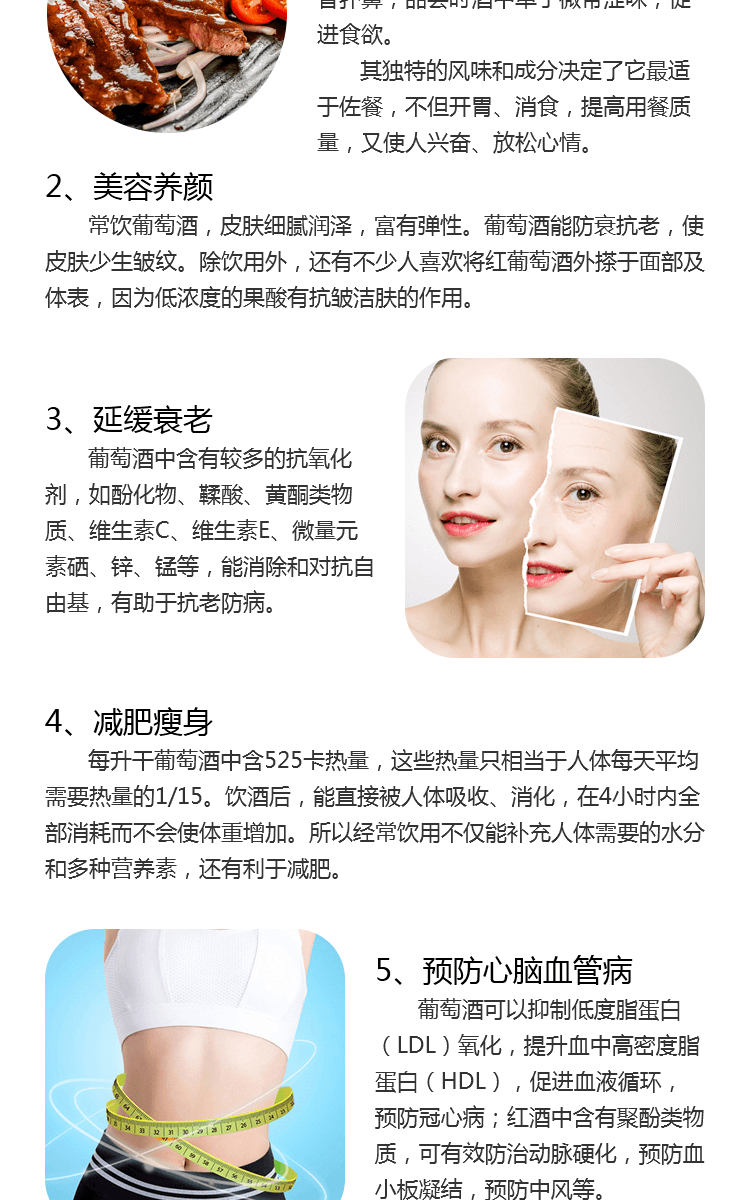 进食欲。
其独特的风味和成分决定了它最适
于佐餐，不但开胃、消食，提高用餐质
量，又使人兴奋、放松心情。
2、美容养颜
常饮葡萄酒，皮肤细腻润泽，富有弹性。葡萄酒能防衰抗老，使
皮肤少生皱纹。除饮用外，还有不少人喜欢将红葡萄酒外搽于面部及
体表，因为低浓度的果酸有抗皱洁肤的作用。
3、延缓衰老
葡萄酒中含有较多的抗氧化
剂，如酚化物、鞣酸、黄酮类物
质、维生素C、维生素E、微量元
素硒、锌、锰等，能消除和对抗自
由基，有助于抗老防病。
4、减肥瘦身
每升干葡萄酒中含525卡热量，这些热量只相当于人体每天平均
需要热量的1/15。饮酒后，能直接被人体吸收、消化，在4小时内全
部消耗而不会使体重增加。所以经常饮用不仅能补充人体需要的水分
和多种营养素，还有利于减肥。
5、预防心脑血管病
葡萄酒可以抑制低度脂蛋白
（LDL）氧化，提升血中高密度脂
蛋白（HDL），促进血液循环，
预防冠心病；红酒中含有聚酚类物
质，可有效防治动脉硬化，预防血
小板凝结，预防中风等。